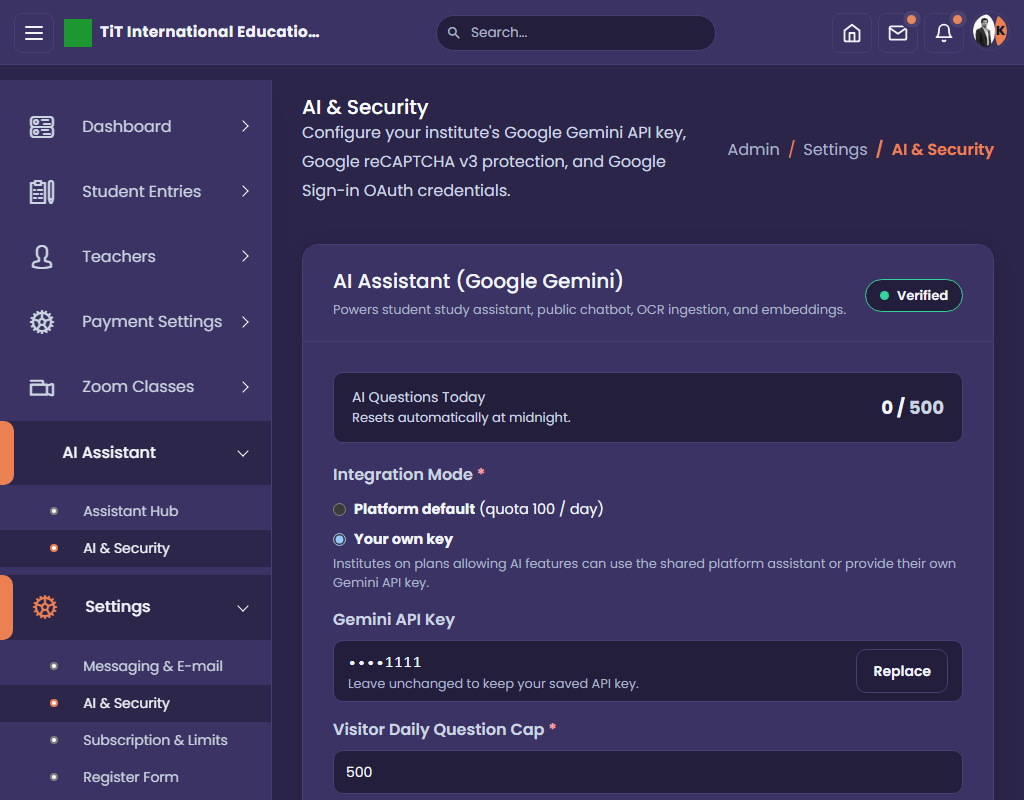 TiT International Educatio...
Search...
K
Dashboard
Student Entries
Teachers
Payment Settings
Zoom Classes
AI Assistant
Assistant Hub
AI & Security
Settings
Messaging & E-mail
AI & Security
Subscription & Limits
Register Form
AI & Security
Configure your institute's Google Gemini API key,
Google reCAPTCHA v3 protection, and Google
Sign-in OAuth credentials.
Admin / Settings / AI & Security
AI Assistant (Google Gemini)
Powers student study assistant, public chatbot, OCR ingestion, and embeddings.
Verified
AI Questions Today
Resets automatically at midnight.
0 / 500
Integration Mode *
Platform default (quota 100 / day)
Your own key
Institutes on plans allowing AI features can use the shared platform assistant or provide their own
Gemini API key.
Gemini API Key
••••1111
Leave unchanged to keep your saved API key.
Replace
Visitor Daily Question Cap *
500